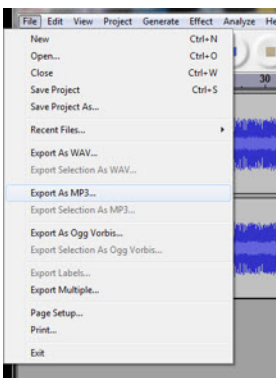 File Edit View Project Generate Effect Analyze He
New Ctrl+N
Open... Ctrl+O
Close Ctrl+W
Save Project Ctrl+S
Save Project As...
30
Recent Files...
Export As WAV...
Export Selection As WAV...
Export As MP3...
Export Selection As MP3...
Export As Ogg Vorbis...
Export Selection As Ogg Vorbis...
Export Labels...
Export Multiple...
Page Setup...
Print...
Exit